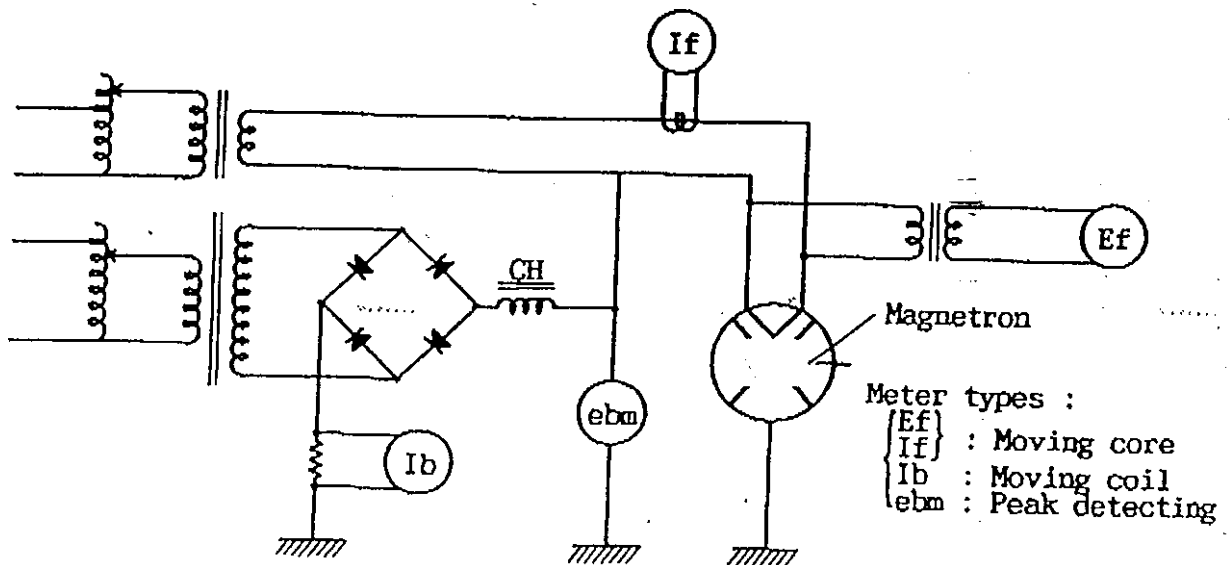 If
CH
Ef
Magnetron
ebm
Ib
Meter types :
Ef
If : Moving core
Ib : Moving coil
ebm : Peak detecting